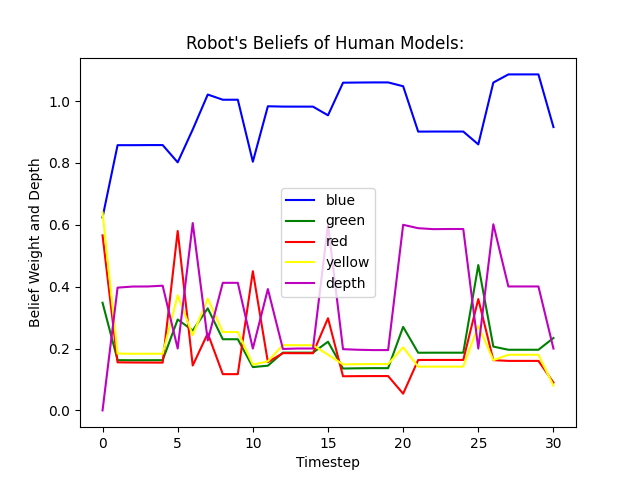 Robot's Beliefs of Human Models:
Belief Weight and Depth
1.0
0.8
0.6
0.4
0.2
0.0
blue
green
red
yellow
depth
0 5 10 15 20 25 30
Timestep